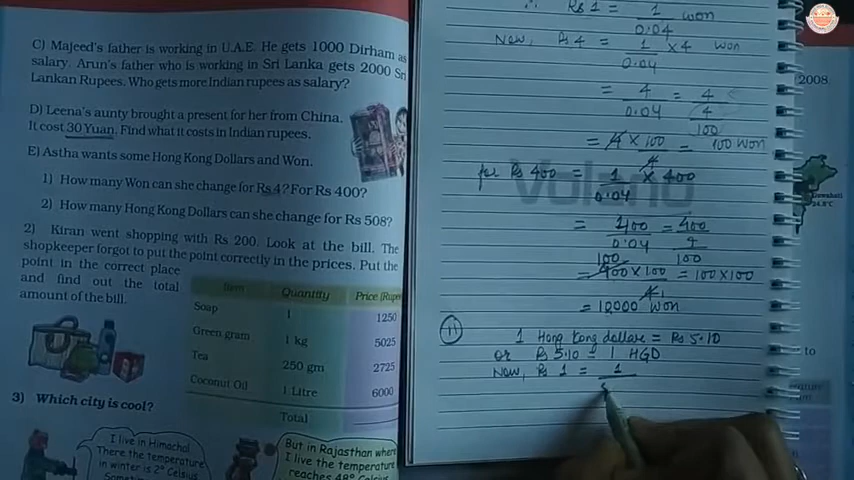 C) Majeed's father is working in U.A.E. He gets 1000 Dirham as
salary. Arun's father who is working in Sri Lanka gets 2000 Sri
Lankan Rupees. Who gets more Indian rupees as salary?
D) Leena's aunty brought a present for her from China.
It cost 30 Yuan. Find what it costs in Indian rupees.
E) Astha wants some Hong Kong Dollars and Won.
1) How many Won can she change for Rs 4? For Rs 400?
2) How many Hong Kong Dollars can she change for Rs 508?
2) Kiran went shopping with Rs 200. Look at the bill. The
shopkeeper forgot to put the point correctly in the prices. Put the
point in the correct place
and find out the total
amount of the bill.
Item Quantity Price (Rupe
Soap 1 1250
Green gram 1 kg 5025
Tea 250 gm 2725
Coconut Oil 1 Litre 6000
Total
3) Which city is cool?
I live in Himachal
There the temperature
in winter is 2° Celsius
But in Rajasthan where
I live the temperature
reaches 48° Celsius
∴ Rs 1 = 1/0.04 won
Now, Rs 4 = 1/0.04 × 4 won
= 4/0.04 = 4/(4/100)
= 4 × 100/4 = 100 Won
for Rs 400 = 1/0.04 × 400
= 400/0.04 = 400/(4/100)
= 400 × 100/4 = 100 × 100
= 10,000 won
(ii) 1 Hong Kong dollars = Rs 5.10
or Rs 5.10 = 1 HGD
Now, Rs 1 = 1/
Volano
2008
24.8°C
to